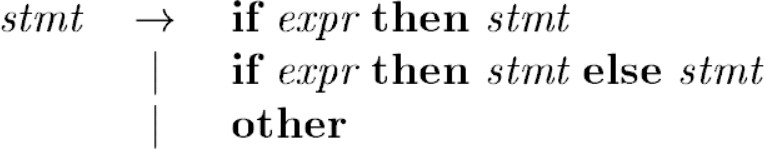 stmt → if expr then stmt
| if expr then stmt else stmt
| other